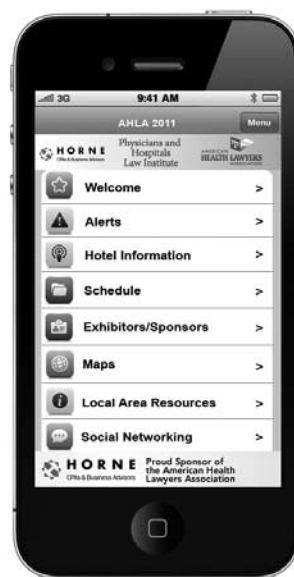 3G 9:41 AM
AHLA 2011 Menu
HORNE
CPAs & Business Advisors
Physicians and
Hospitals
Law Institute
AMERICAN
HEALTH LAWYERS
ASSOCIATION
Welcome >
Alerts >
Hotel Information >
Schedule >
Exhibitors/Sponsors >
Maps >
Local Area Resources >
Social Networking >
HORNE
CPAs & Business Advisors
Proud Sponsor of
the American Health
Lawyers Association